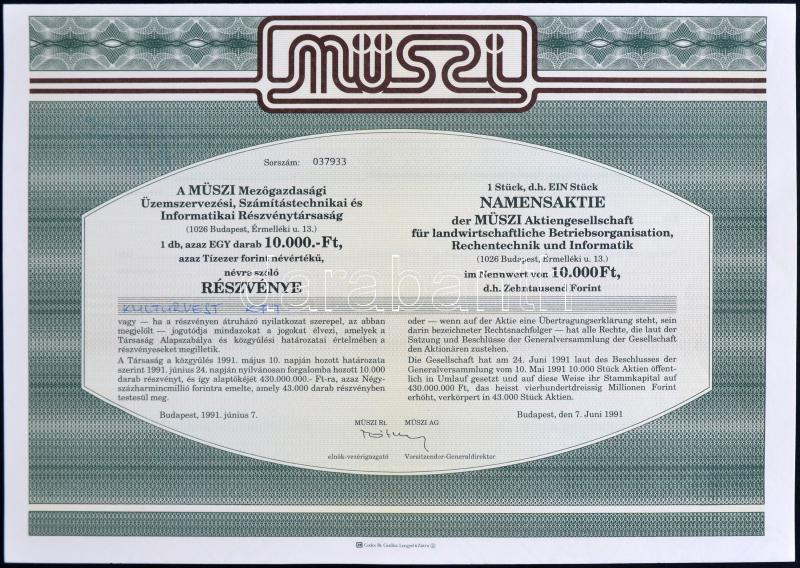 MÜSZI
Sorszám: 037933
A MÜSZI Mezőgazdasági
Üzemszervezési, Számítástechnikai és
Informatikai Részvénytársaság
(1026 Budapest, Érmelléki u. 13.)
1 db, azaz EGY darab 10.000.-Ft,
azaz Tízezer forint névértékű,
névre szóló
RÉSZVÉNYE
KULTURVEST KFT
vagy — ha a részvényen átruházó nyilatkozat szerepel, az abban
megjelölt — jogutódja mindazokat a jogokat élvezi, amelyek a
Társaság Alapszabálya és közgyűlési határozatai értelmében a
részvényeseket megilletik.
A Társaság a közgyűlés 1991. május 10. napján hozott határozata
szerint 1991. június 24. napján nyilvánosan forgalomba hozott 10.000
darab részvényt, és így alaptőkéjét 430.000.000.- Ft-ra, azaz Négy-
százharmincmillió forintra emelte, amely 43.000 darab részvényben
testesül meg.
Budapest, 1991. június 7.
1 Stück, d.h. EIN Stück
NAMENSAKTIE
der MÜSZI Aktiengesellschaft
für landwirtschaftliche Betriebsorganisation,
Rechentechnik und Informatik
(1026 Budapest, Érmelléki u. 13.)
im Nennwert von 10.000 Ft,
d.h. Zehntausend Forint
oder — wenn auf der Aktie eine Übertragungserklärung steht, sein
darin bezeichneter Rechtsnachfolger — hat alle Rechte, die laut der
Satzung und Beschlüsse der Generalversammlung der Gesellschaft
den Aktionären zustehen.
Die Gesellschaft hat am 24. Juni 1991 laut des Beschlusses der
Generalversammlung vom 10. Mai 1991 10.000 Stück Aktien öffent-
lich in Umlauf gesetzt und auf diese Weise ihr Stammkapital auf
430.000.000 Ft, das heisst vierhundertdreissig Millionen Forint
erhöht, verkörpert in 43.000 Stück Aktien.
Budapest, den 7. Juni 1991
MÜSZI Rt. MÜSZI AG
elnök-vezérigazgató Vorsitzender-Generaldirektor
darabanth